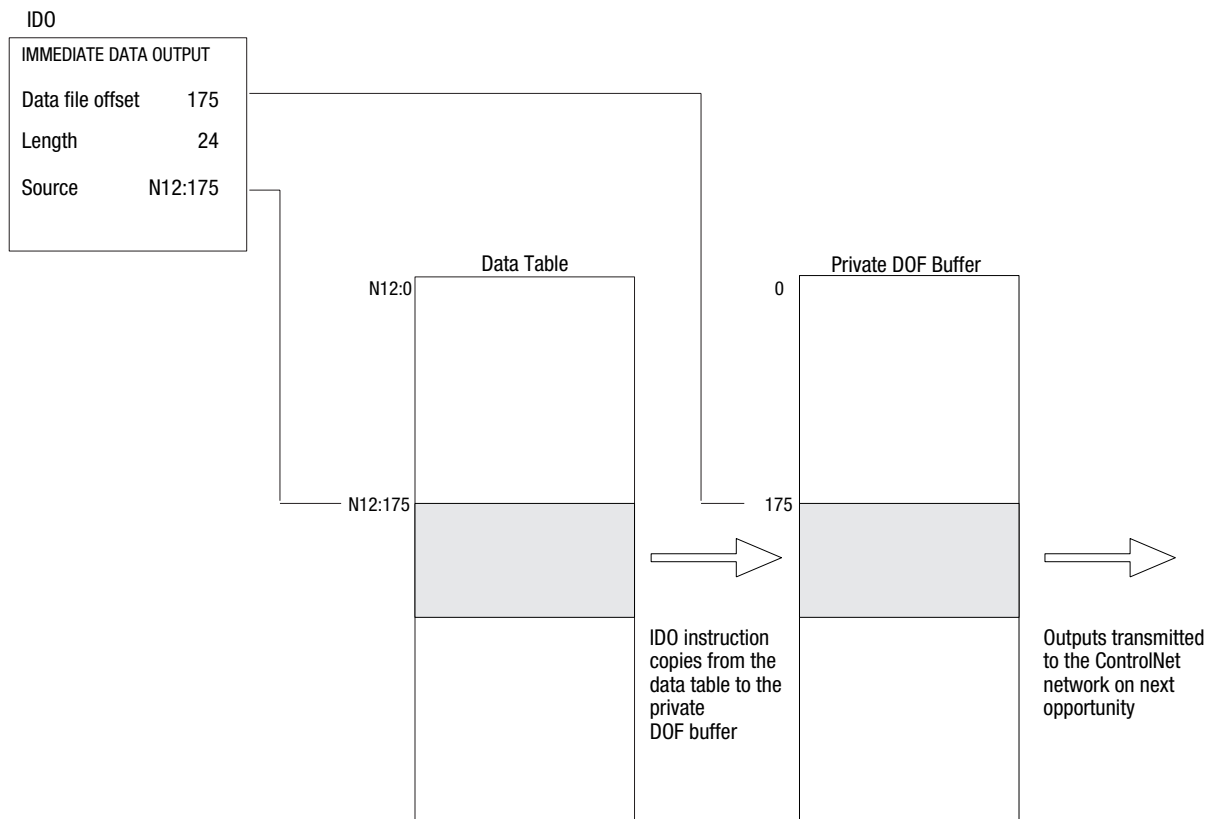 IDO
IMMEDIATE DATA OUTPUT
Data file offset 175
Length 24
Source N12:175
Data Table
Private DOF Buffer
N12:0
0
N12:175
175
IDO instruction
copies from the
data table to the
private
DOF buffer
Outputs transmitted
to the ControlNet
network on next
opportunity